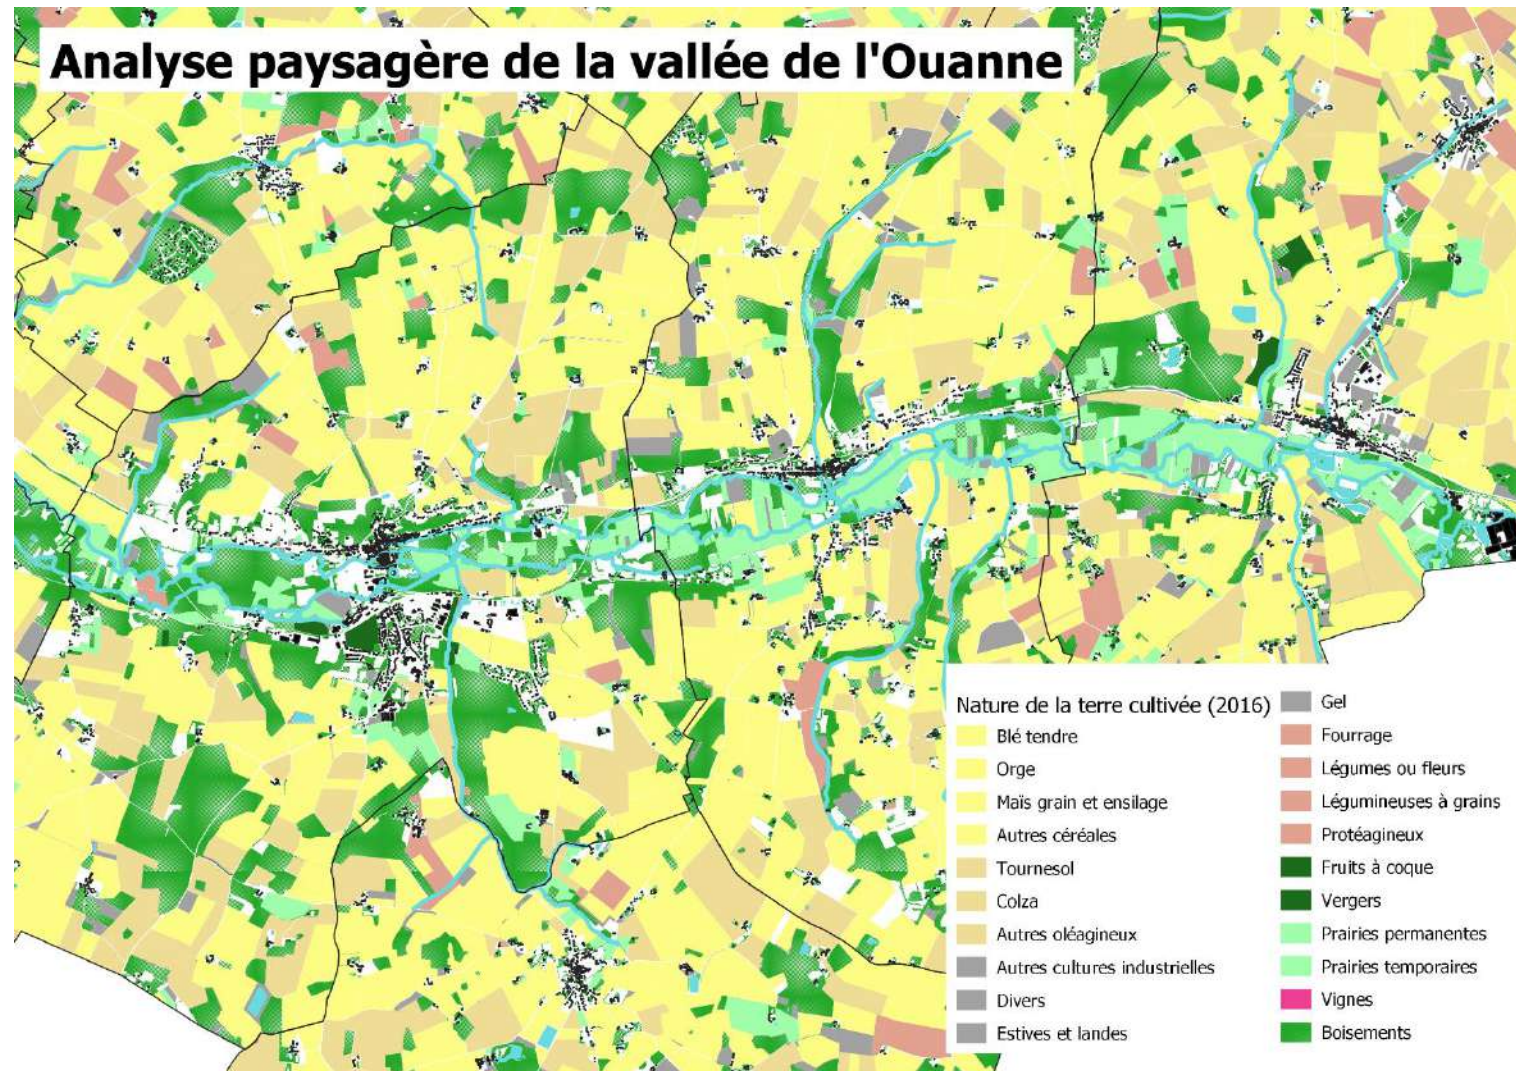 Analyse paysagère de la vallée de l'Ouanne
Nature de la terre cultivée (2016)
Blé tendre
Orge
Maïs grain et ensilage
Autres céréales
Tournesol
Colza
Autres oléagineux
Autres cultures industrielles
Divers
Estives et landes
Gel
Fourrage
Légumes ou fleurs
Légumineuses à grains
Protéagineux
Fruits à coque
Vergers
Prairies permanentes
Prairies temporaires
Vignes
Boisements